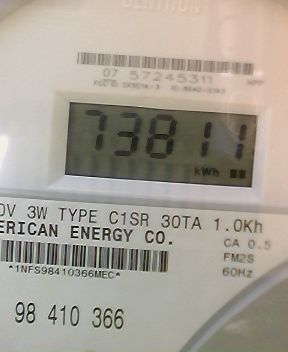 CENTRON
07 57245311
73811
kWh
0V 3W TYPE C1SR 30TA 1.0Kh
ERICAN ENERGY CO.
CA 0.5
FM2S
60Hz
*1NFS98410366MEC*
98 410 366